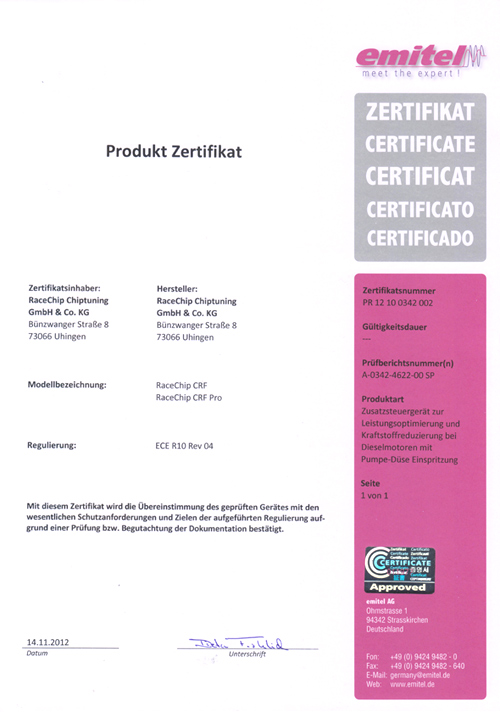 emitel
meet the expert!
ZERTIFIKAT
CERTIFICATE
CERTIFICAT
CERTIFICATO
CERTIFICADO
Produkt Zertifikat
Zertifikatsinhaber:
RaceChip Chiptuning
GmbH & Co. KG
Bünzwanger Straße 8
73066 Uhingen
Hersteller:
RaceChip Chiptuning
GmbH & Co. KG
Bünzwanger Straße 8
73066 Uhingen
Modellbezeichnung:
RaceChip CRF
RaceChip CRF Pro
Regulierung:
ECE R10 Rev 04
Mit diesem Zertifikat wird die Übereinstimmung des geprüften Gerätes mit den
wesentlichen Schutzanforderungen und Zielen der aufgeführten Regulierung auf-
grund einer Prüfung bzw. Begutachtung der Dokumentation bestätigt.
14.11.2012
Datum
Unterschrift
Zertifikatsnummer
PR 12 10 0342 002
Gültigkeitsdauer
---
Prüfberichtsnummer(n)
A-0342-4622-00 SP
Produktart
Zusatzsteuergerät zur
Leistungsoptimierung und
Kraftstoffreduzierung bei
Dieselmotoren mit
Pumpe-Düse Einspritzung
Seite
1 von 1
CERTIFICATE
Approved
emitel AG
Ohmstrasse 1
94342 Strasskirchen
Deutschland
Fon: +49 (0) 9424 9482 - 0
Fax: +49 (0) 9424 9482 - 640
E-Mail: germany@emitel.de
Web: www.emitel.de